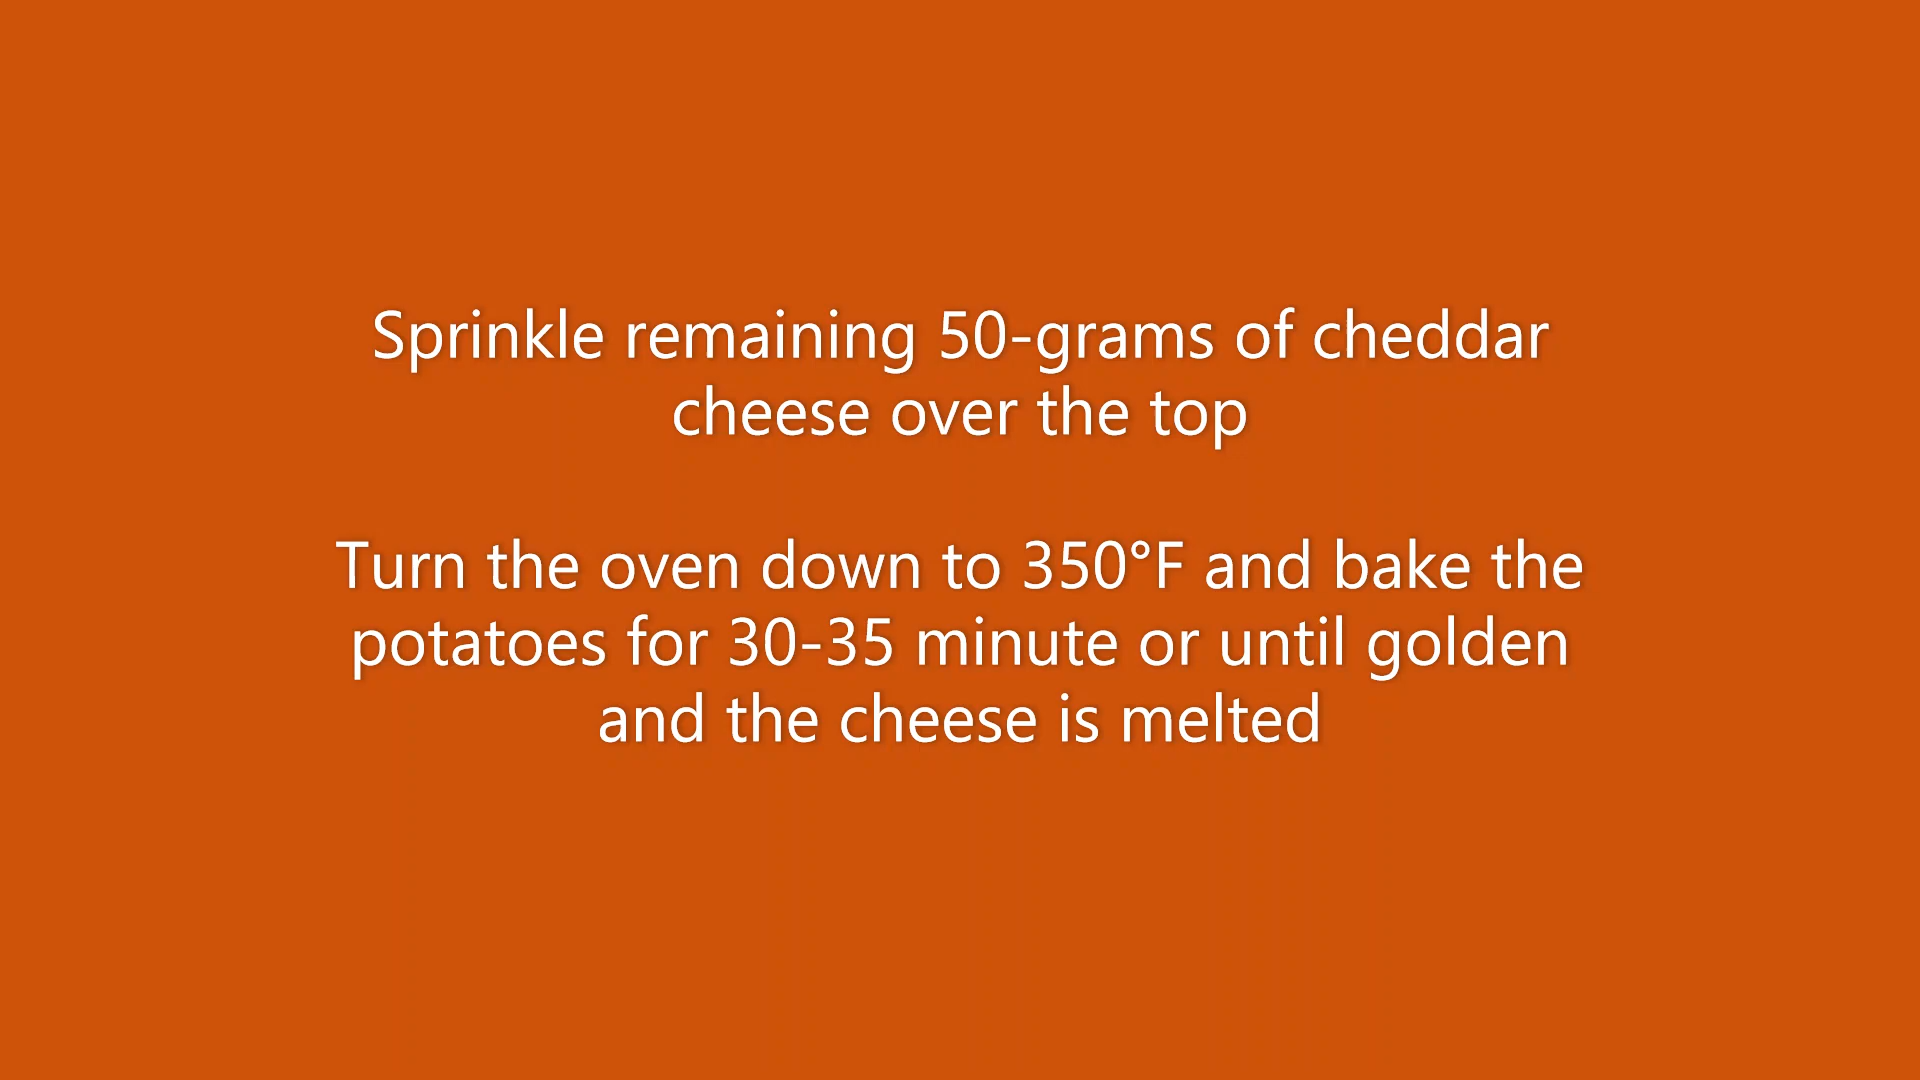 Sprinkle remaining 50-grams of cheddar
cheese over the top
Turn the oven down to 350°F and bake the
potatoes for 30-35 minute or until golden
and the cheese is melted